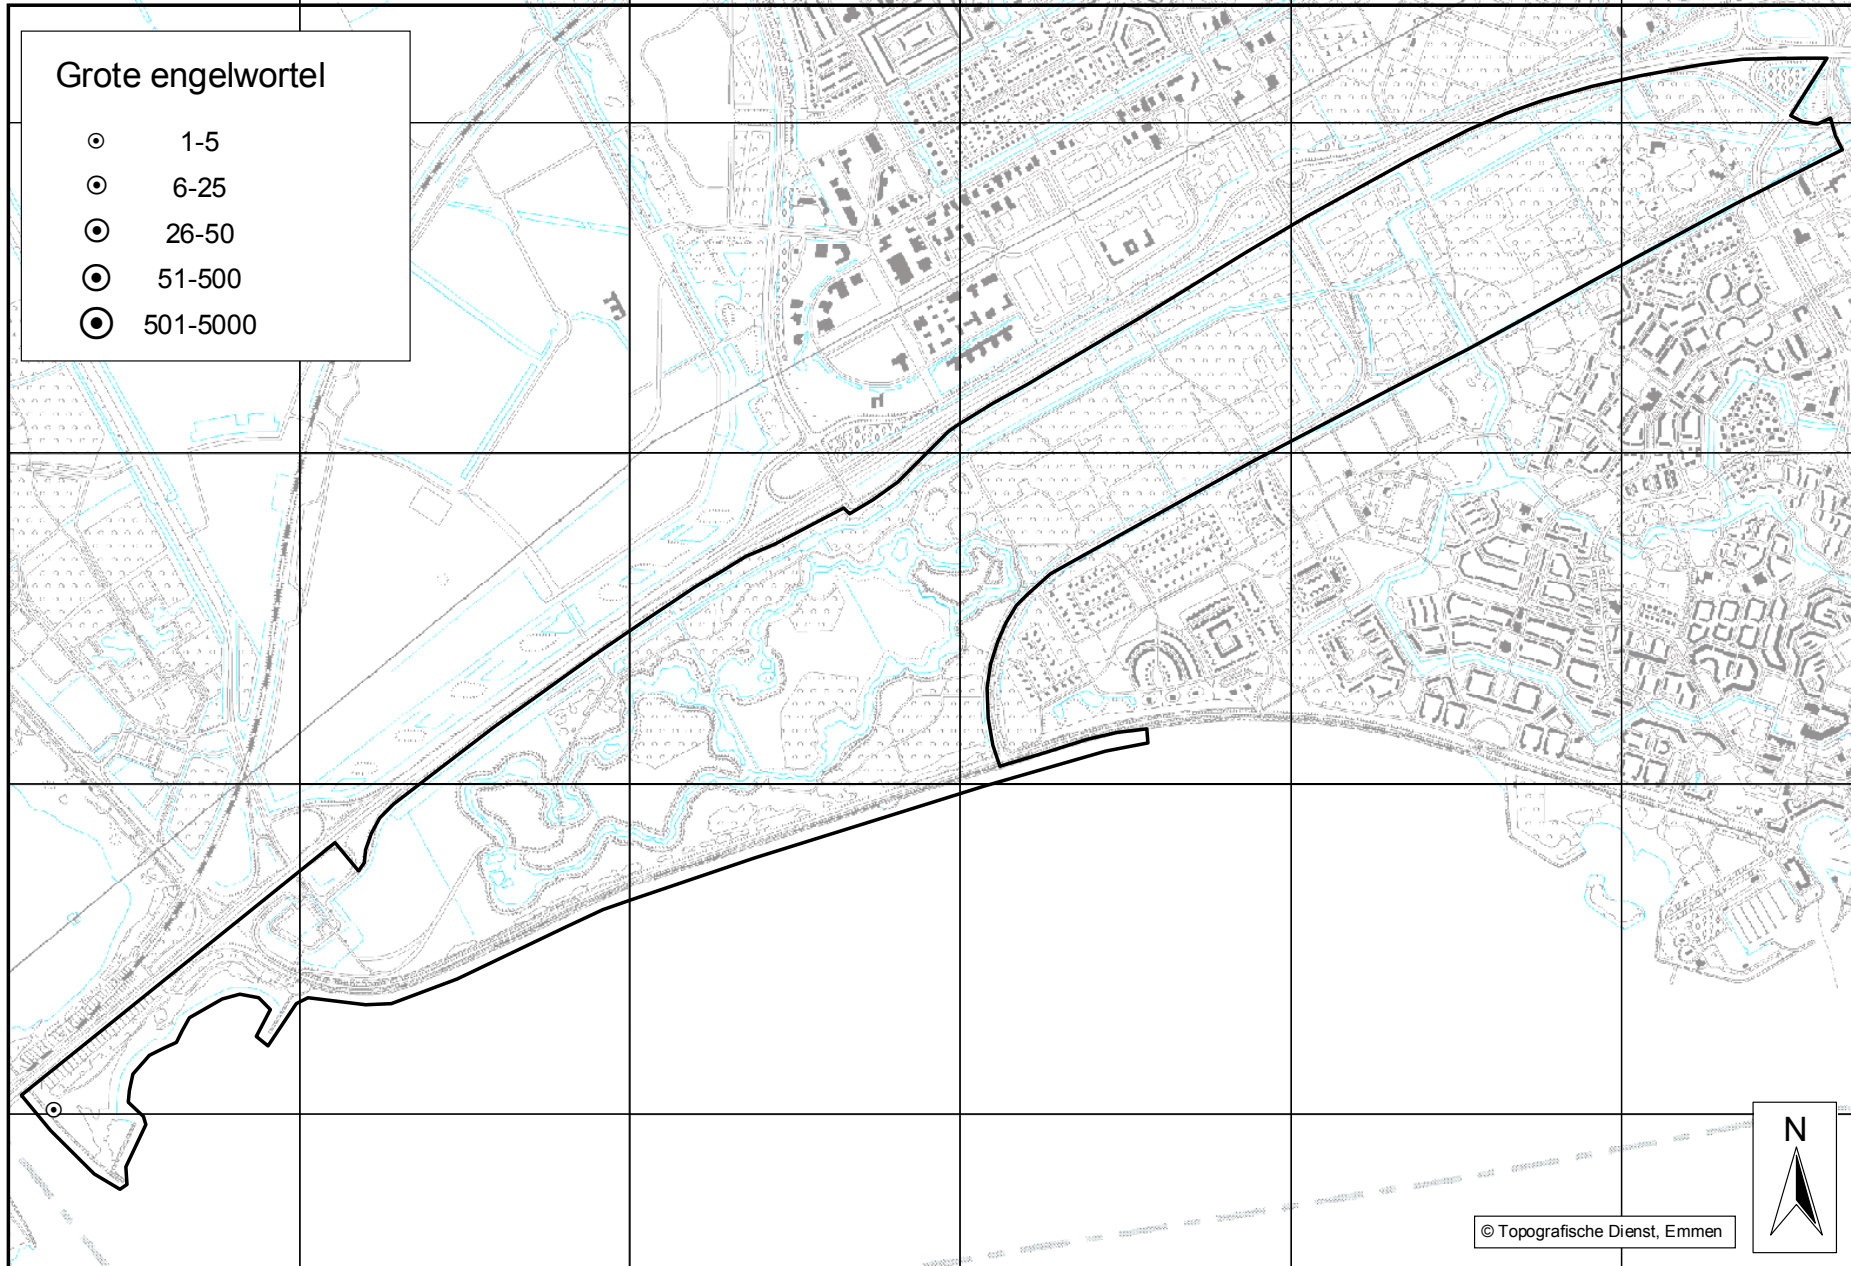 Grote engelwortel
1-5
6-25
26-50
51-500
501-5000
N
© Topografische Dienst, Emmen